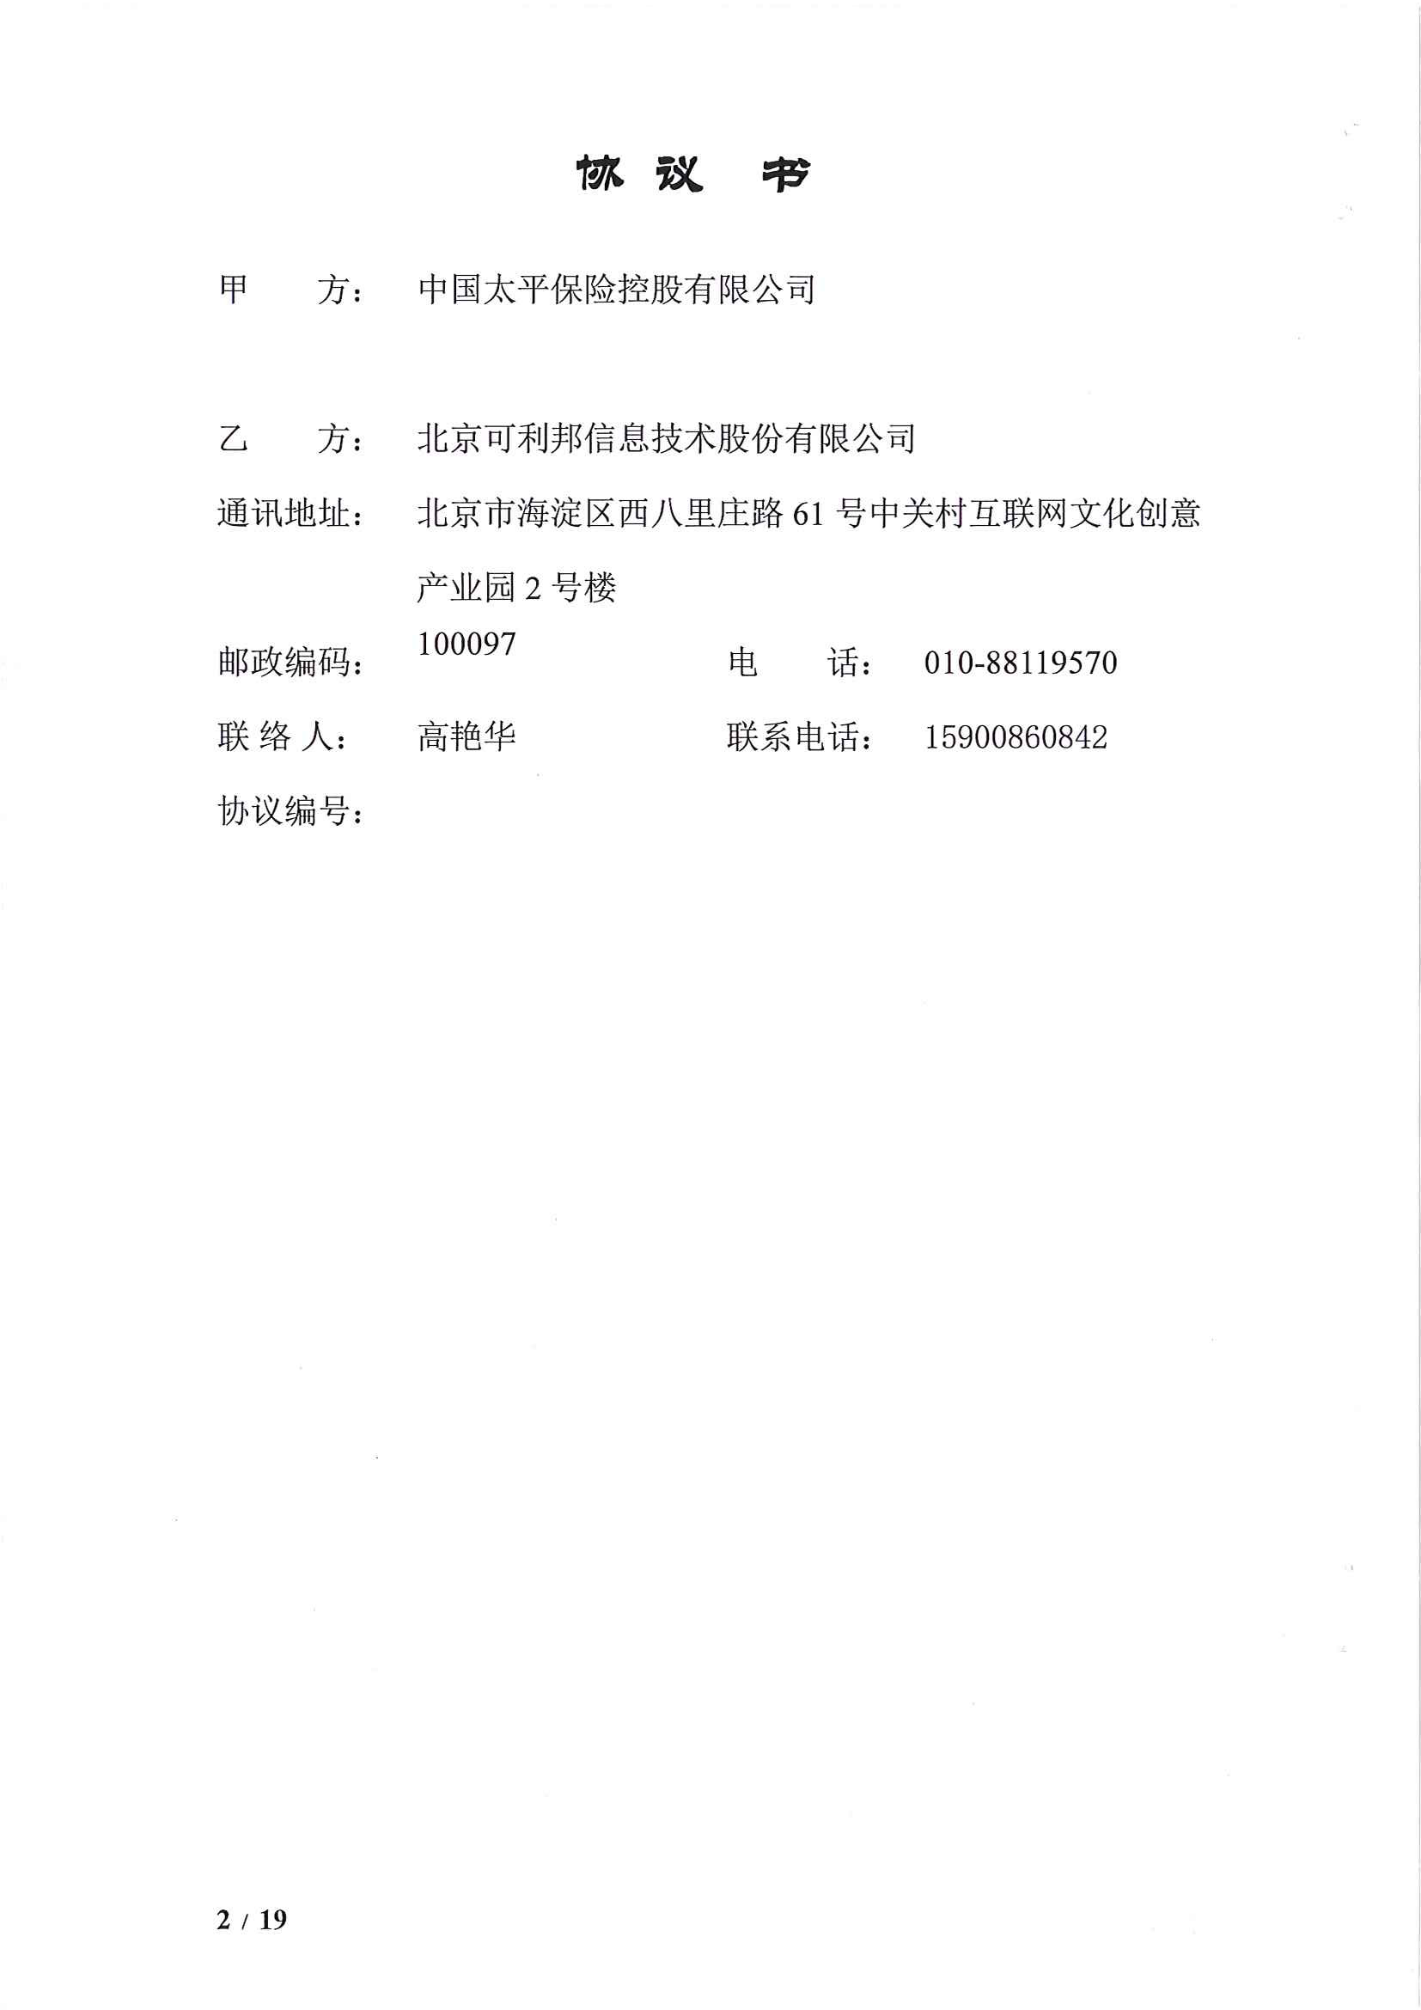 协 议 书
甲 方： 中国太平保险控股有限公司
乙 方： 北京可利邦信息技术股份有限公司
通讯地址： 北京市海淀区西八里庄路 61 号中关村互联网文化创意
产业园 2 号楼
邮政编码： 100097 电 话： 010-88119570
联 络 人： 高艳华 联系电话： 15900860842
协议编号：
2 / 19